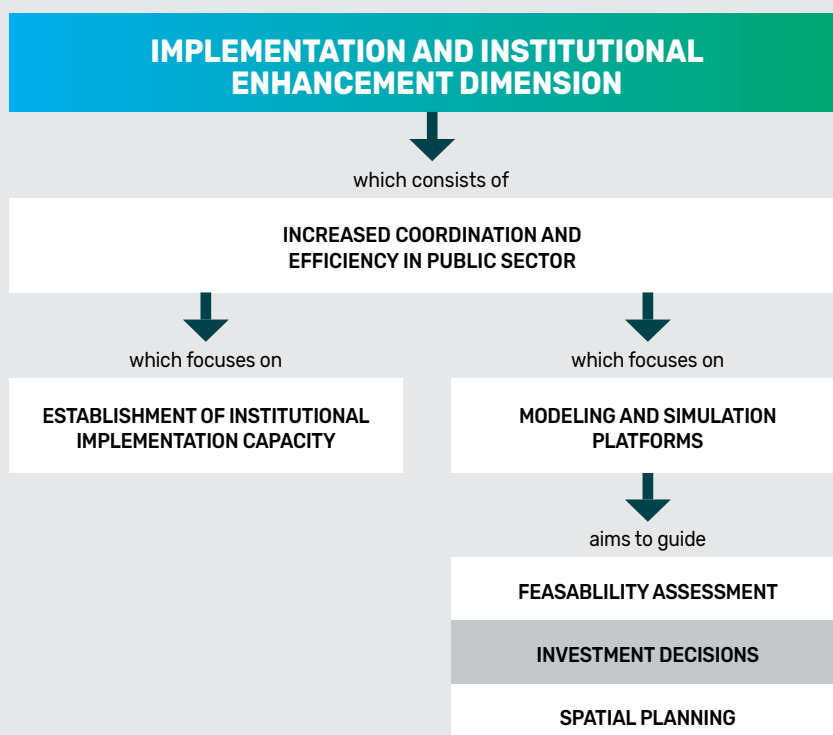 IMPLEMENTATION AND INSTITUTIONAL
ENHANCEMENT DIMENSION
which consists of
INCREASED COORDINATION AND
EFFICIENCY IN PUBLIC SECTOR
which focuses on
ESTABLISHMENT OF INSTITUTIONAL
IMPLEMENTATION CAPACITY
which focuses on
MODELING AND SIMULATION
PLATFORMS
aims to guide
FEASABLILITY ASSESSMENT
INVESTMENT DECISIONS
SPATIAL PLANNING